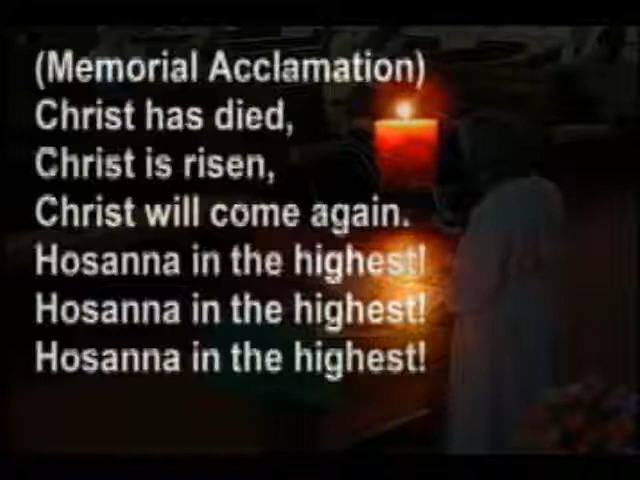 (Memorial Acclamation)
Christ has died,
Christ is risen,
Christ will come again.
Hosanna in the highest!
Hosanna in the highest!
Hosanna in the highest!